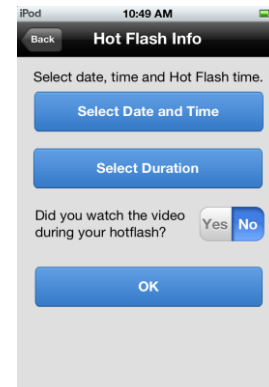 iPod 10:49 AM
Back Hot Flash Info
Select date, time and Hot Flash time.
Select Date and Time
Select Duration
Did you watch the video
during your hotflash?
Yes No
OK